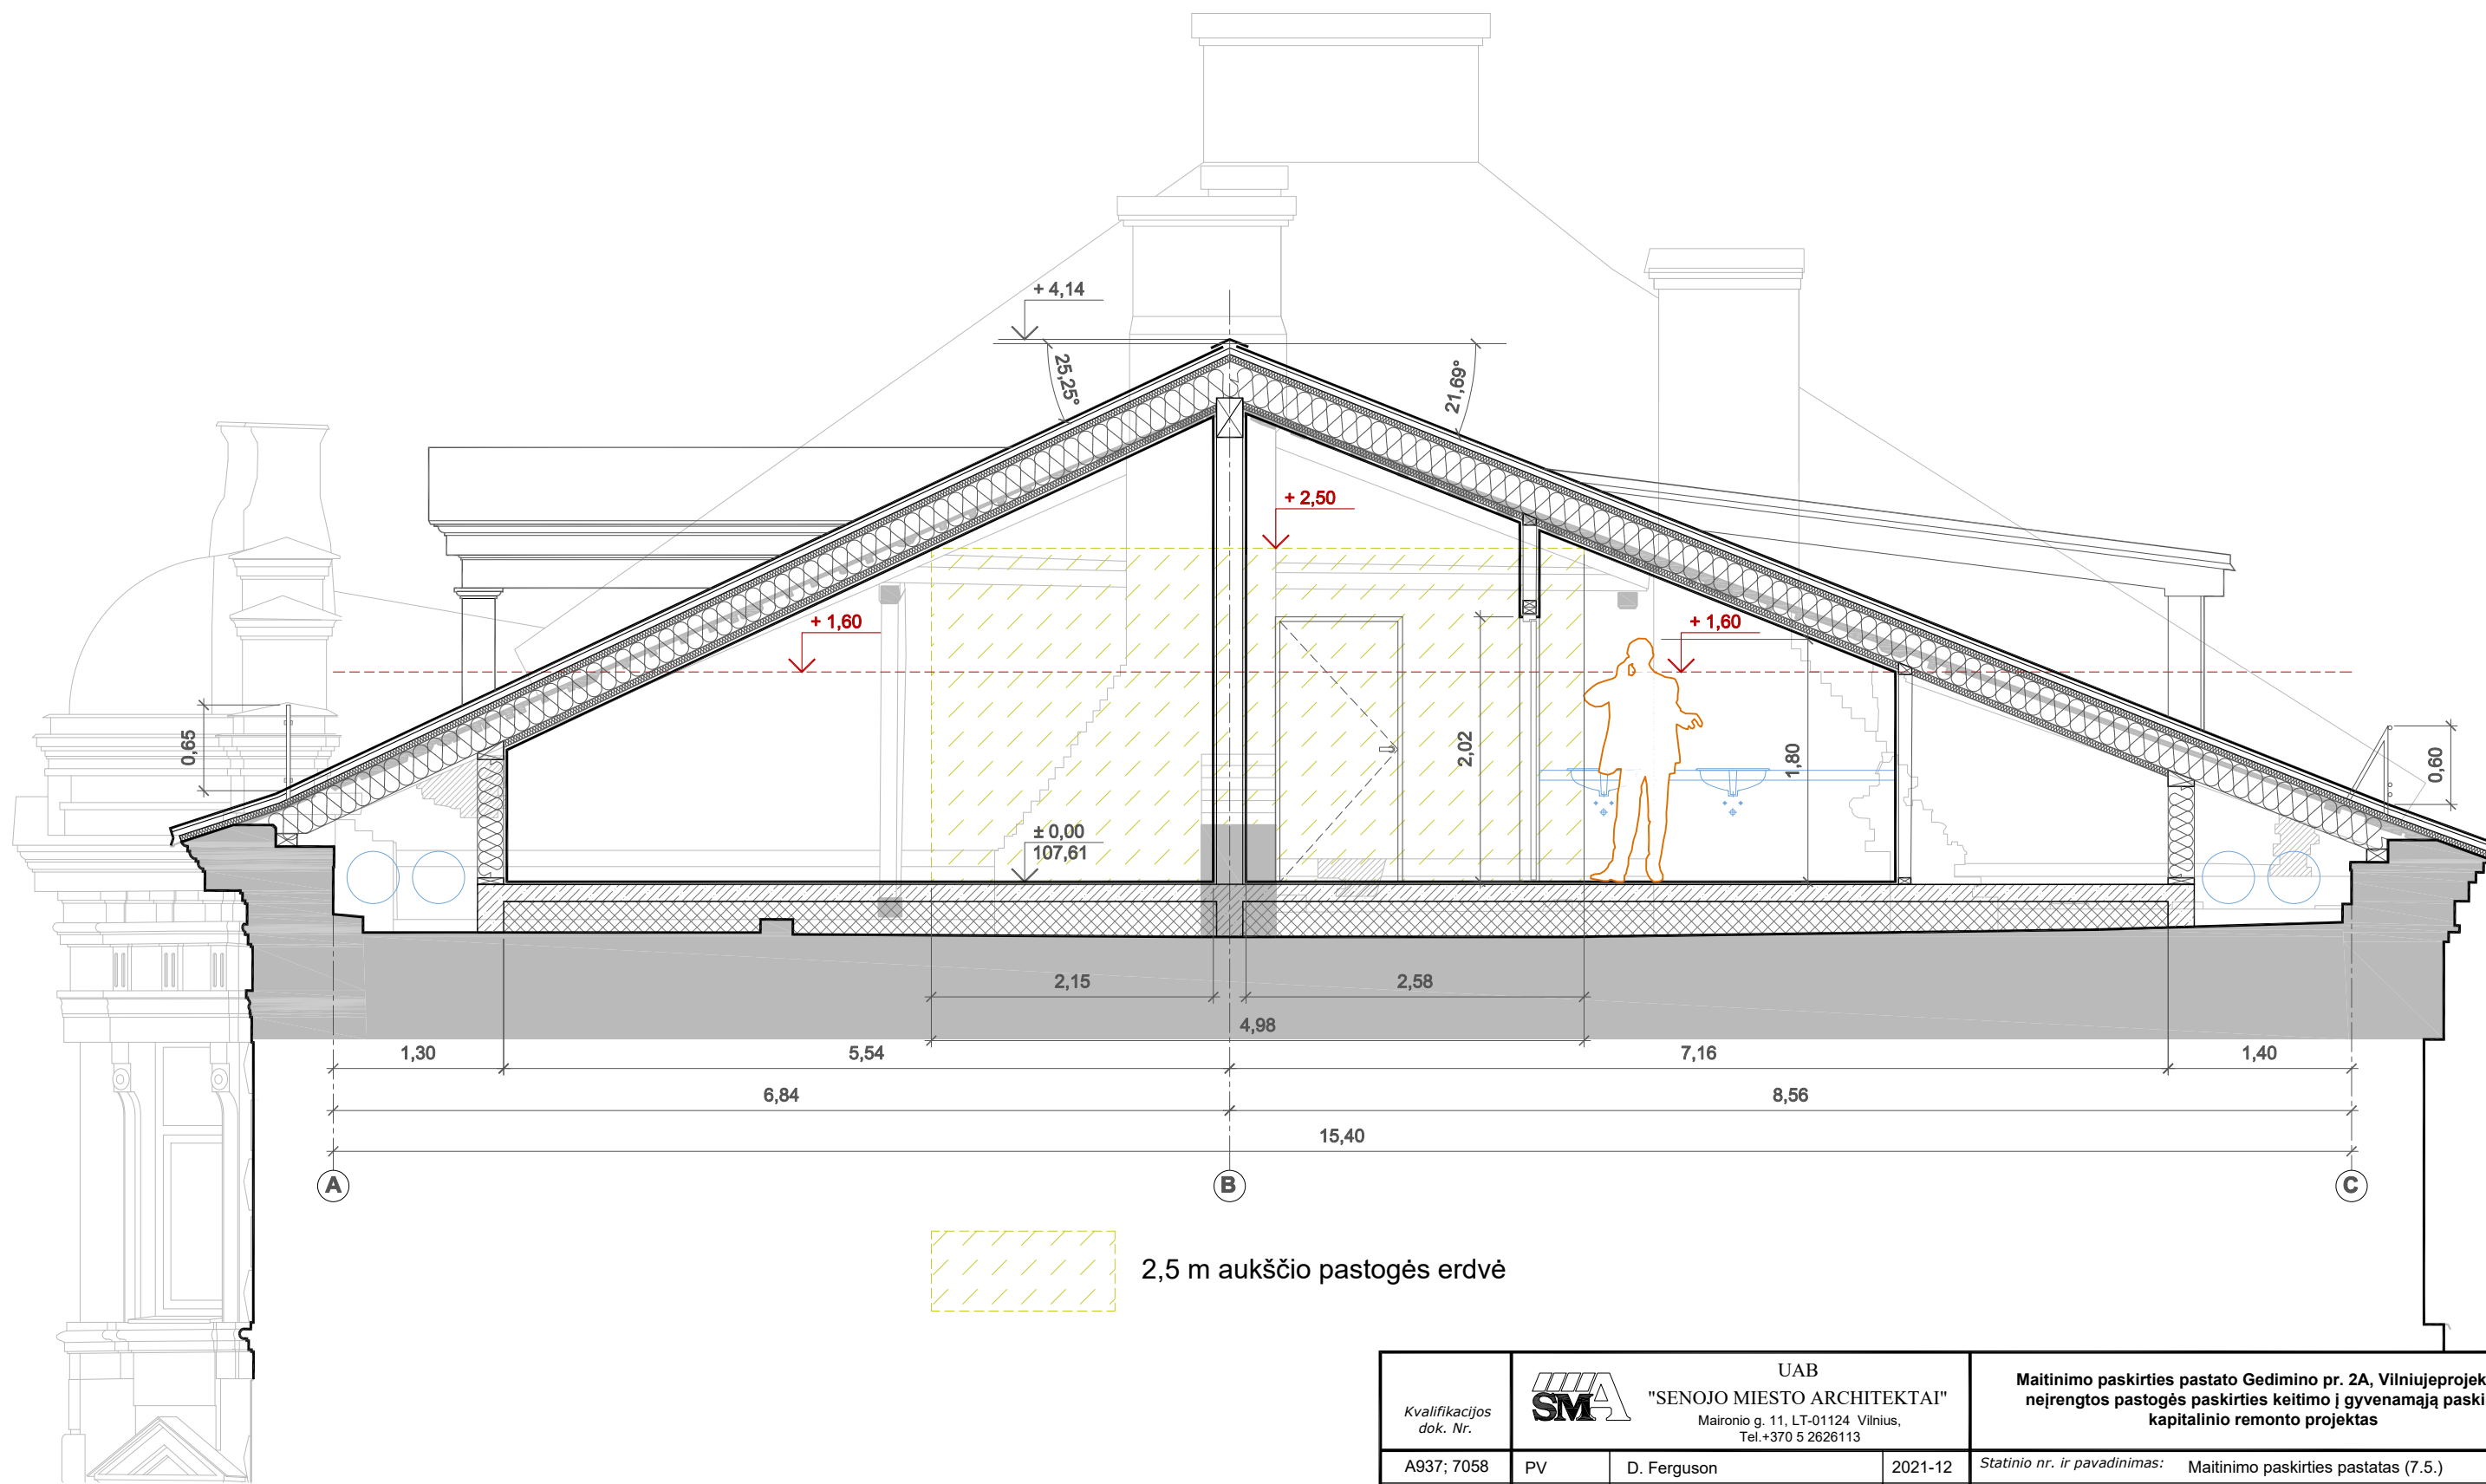 + 4,14
25,25°
21,69°
+ 2,50
+ 1,60
+ 1,60
0,65
2,02
1,80
0,60
± 0,00
107,61
2,15
2,58
4,98
1,30
5,54
7,16
1,40
6,84
8,56
15,40
A
B
C
2,5 m aukščio pastogės erdvė
Kvalifikacijos
dok. Nr.
SMA
UAB
"SENOJO MIESTO ARCHITEKTAI"
Maironio g. 11, LT-01124 Vilnius,
Tel.+370 5 2626113
Maitinimo paskirties pastato Gedimino pr. 2A, Vilniujeprojek
neįrengtos pastogės paskirties keitimo į gyvenamąją paski
kapitalinio remonto projektas
A937; 7058
PV
D. Ferguson
2021-12
Statinio nr. ir pavadinimas:
Maitinimo paskirties pastatas (7.5.)